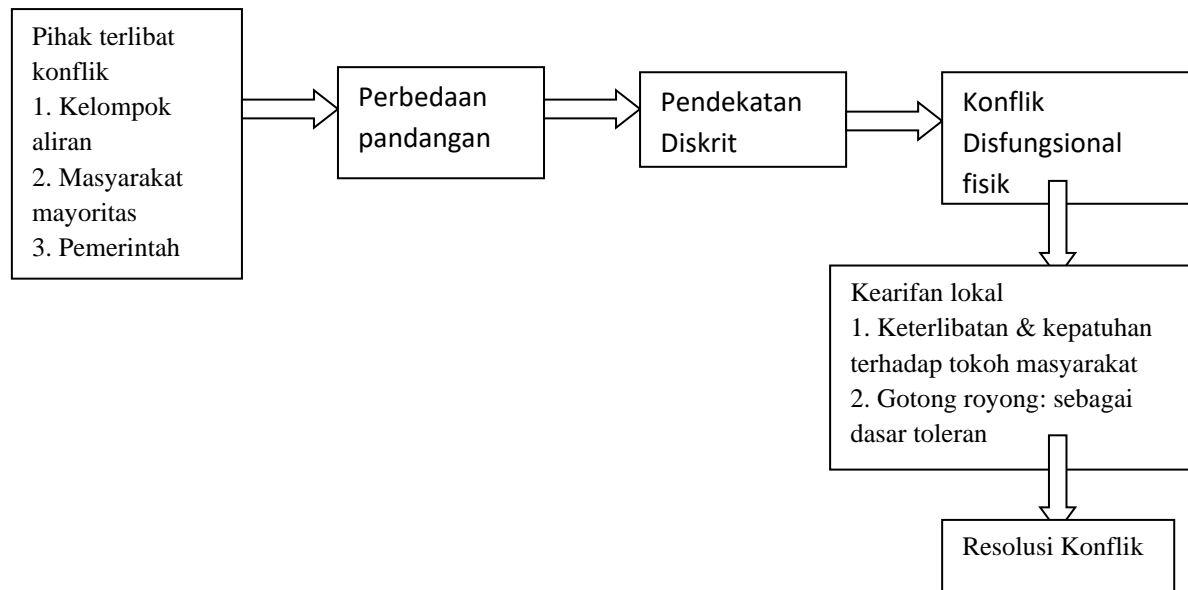 Pihak terlibat
konflik
1. Kelompok
aliran
2. Masyarakat
mayoritas
3. Pemerintah
Perbedaan
pandangan
Pendekatan
Diskrit
Konflik
Disfungsional
fisik
Kearifan lokal
1. Keterlibatan & kepatuhan
terhadap tokoh masyarakat
2. Gotong royong: sebagai
dasar toleran
Resolusi Konflik